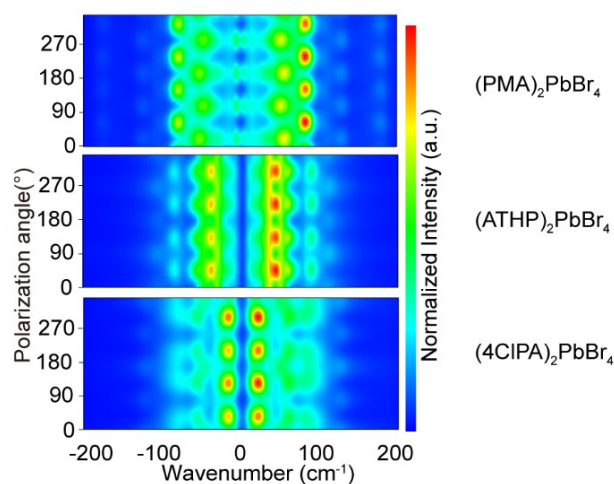 270
180
90
0
(PMA)₂PbBr₄
270
180
90
0
(ATHP)₂PbBr₄
270
180
90
0
(4ClPA)₂PbBr₄
Polarization angle(°)
Normalized Intensity (a.u.)
-200 -100 0 100 200
Wavenumber (cm⁻¹)